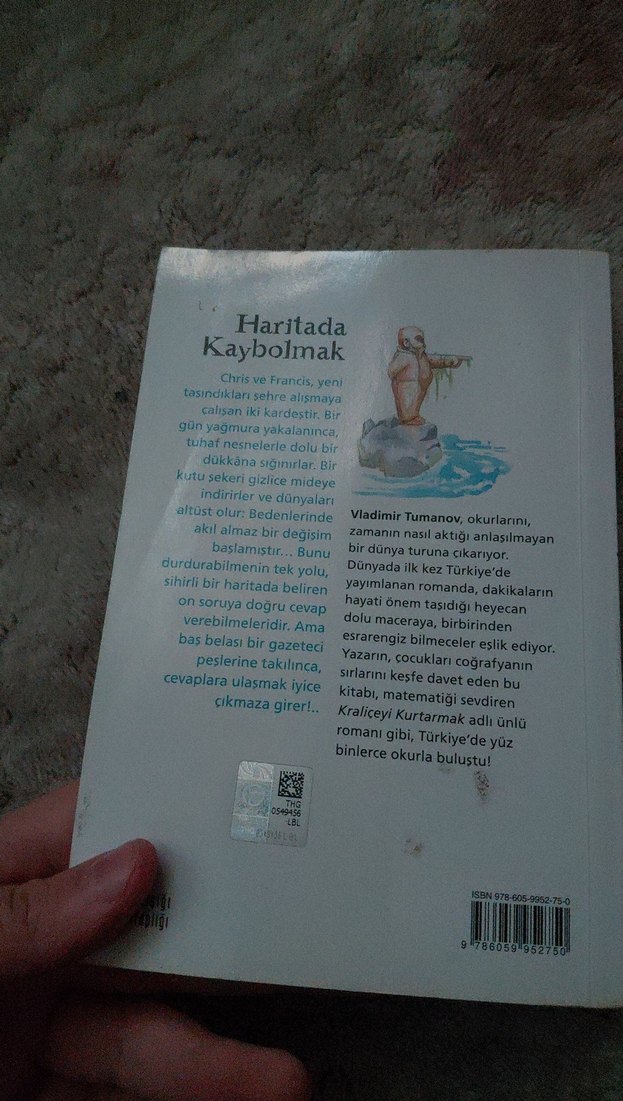 Haritada
Kaybolmak
Chris ve Francis, yeni
taşındıkları şehre alışmaya
çalışan iki kardeştir. Bir
gün yağmura yakalanınca,
tuhaf nesnelerle dolu bir
dükkâna sığınırlar. Bir
kutu şekeri gizlice mideye
indirirler ve dünyaları
altüst olur: Bedenlerinde
akıl almaz bir değişim
başlamıştır... Bunu
durdurabilmenin tek yolu,
sihirli bir haritada beliren
on soruya doğru cevap
verebilmeleridir. Ama
baş belası bir gazeteci
peşlerine takılınca,
cevaplara ulaşmak iyice
çıkmaza girer!..
Vladimir Tumanov, okurlarını,
zamanın nasıl aktığı anlaşılmayan
bir dünya turuna çıkarıyor.
Dünyada ilk kez Türkiye'de
yayımlanan romanda, dakikaların
hayati önem taşıdığı heyecan
dolu maceraya, birbirinden
esrarengiz bilmeceler eşlik ediyor.
Yazarın, çocukları coğrafyanın
sırlarını keşfe davet eden bu
kitabı, matematiği sevdiren
Kraliçeyi Kurtarmak adlı ünlü
romanı gibi, Türkiye'de yüz
binlerce okurla buluştu!
THG
0549456
-LBL
ISBN 978-605-9952-75-0
9 786059 952750